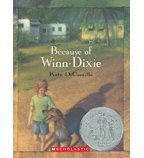 Because of
Winn-Dixie
Kate DiCamillo
SCHOLASTIC